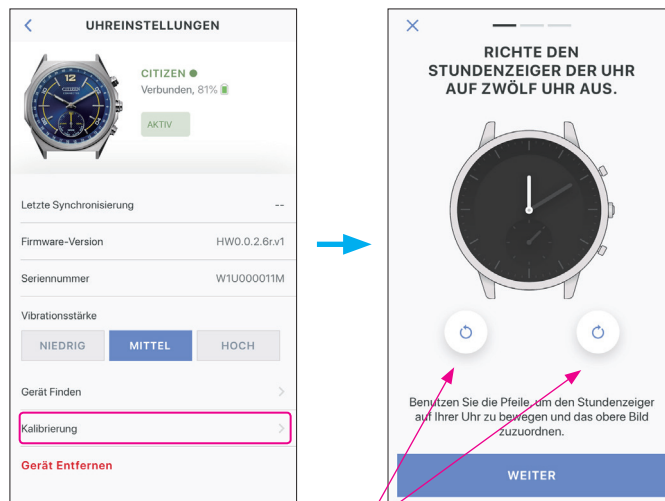 UHREINSTELLUNGEN
CITIZEN
Verbunden, 81%
AKTIV
12
CITIZEN
Letzte Synchronisierung --
Firmware-Version HW0.0.2.6r.v1
Seriennummer W1U000011M
Vibrationsstärke
NIEDRIG MITTEL HOCH
Gerät Finden
Kalibrierung
Gerät Entfernen
RICHTE DEN
STUNDENZEIGER DER UHR
AUF ZWÖLF UHR AUS.
Benutzen Sie die Pfeile, um den Stundenzeiger
auf Ihrer Uhr zu bewegen und das obere Bild
zuzuordnen.
WEITER